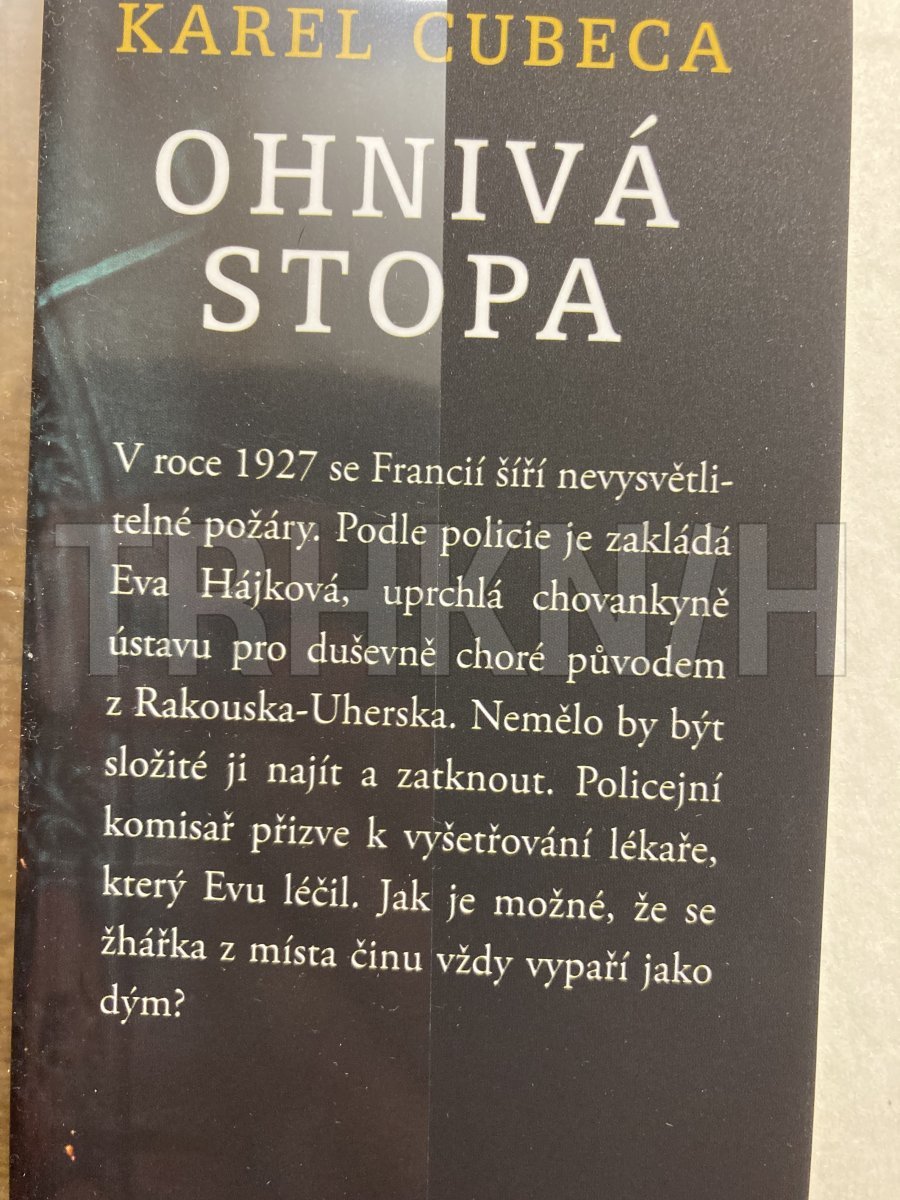 KAREL CUBECA
OHNIVÁ
STOPA
V roce 1927 se Francií šíří nevysvětli-
telné požáry. Podle policie je zakládá
Eva Hájková, uprchlá chovankyně
ústavu pro duševně choré původem
z Rakouska-Uherska. Nemělo by být
složité ji najít a zatknout. Policejní
komisař přizve k vyšetřování lékaře,
který Evu léčil. Jak je možné, že se
žhářka z místa činu vždy vypaří jako
dým?
TRHKNIH